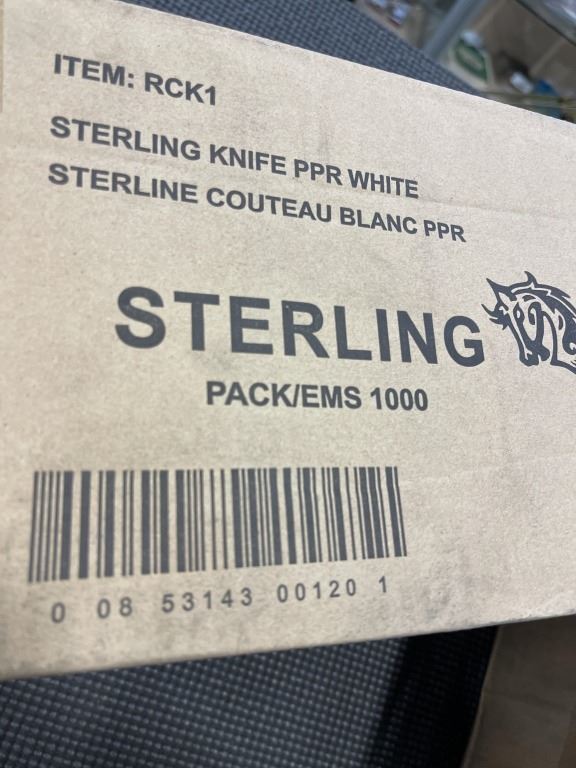 ITEM: RCK1
STERLING KNIFE PPR WHITE
STERLINE COUTEAU BLANC PPR
STERLING
PACK/EMS 1000
0 08 53143 00120 1